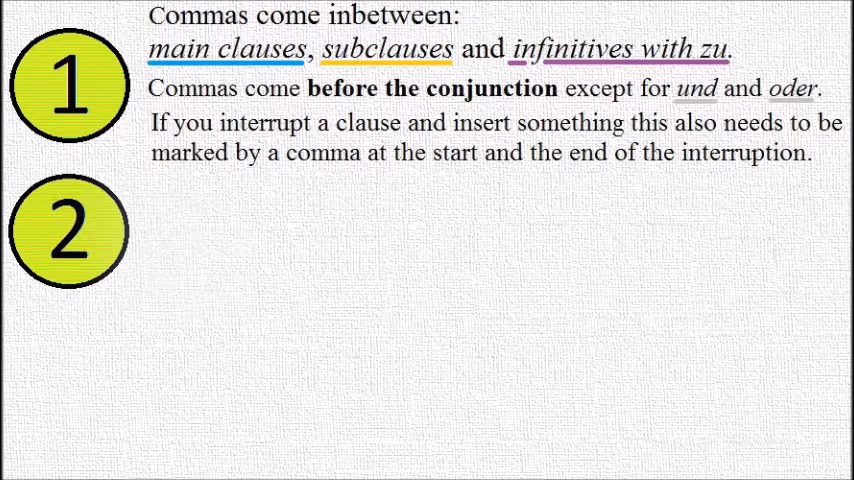 Commas come inbetween:
1
main clauses, subclauses and infinitives with zu.
Commas come before the conjunction except for und and oder.
If you interrupt a clause and insert something this also needs to be
marked by a comma at the start and the end of the interruption.
2